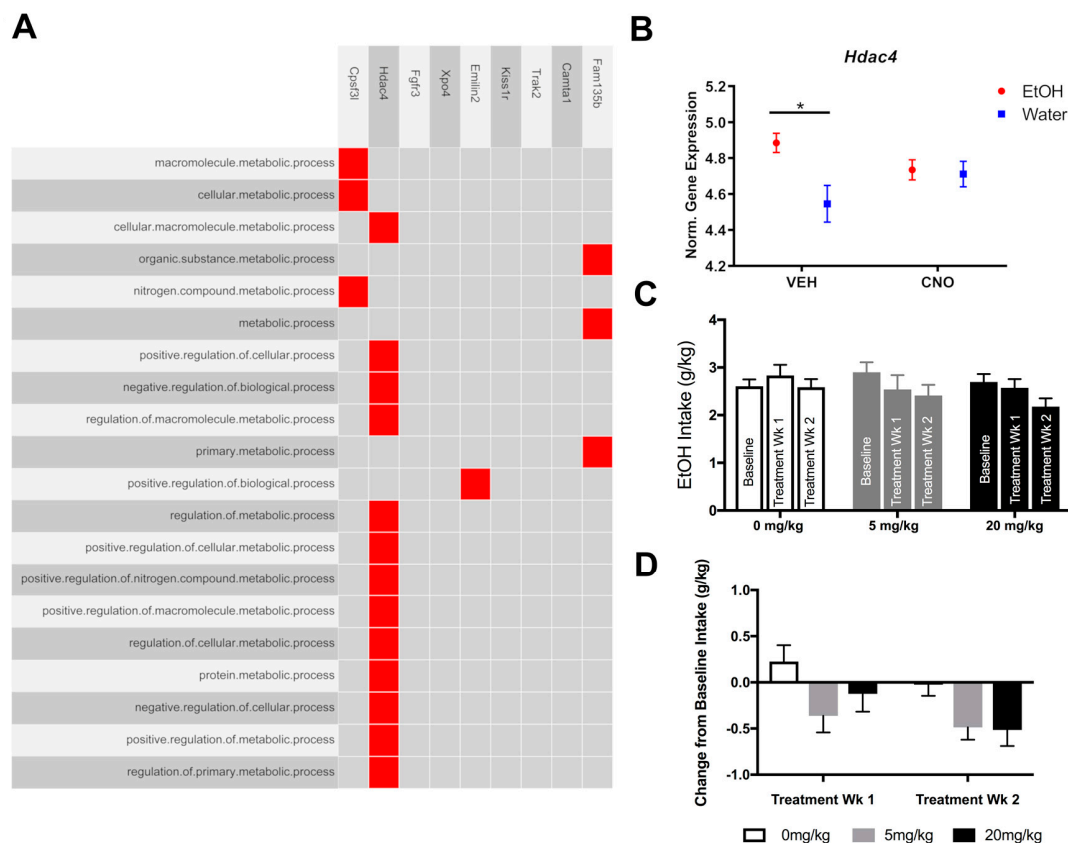 A
Cpsf3l
Hdac4
Fgfr3
Xpo4
Emilin2
Kiss1r
Trak2
Camta1
Fam135b
macromolecule.metabolic.process
cellular.metabolic.process
cellular.macromolecule.metabolic.process
organic.substance.metabolic.process
nitrogen.compound.metabolic.process
metabolic.process
positive.regulation.of.cellular.process
negative.regulation.of.biological.process
regulation.of.macromolecule.metabolic.process
primary.metabolic.process
positive.regulation.of.biological.process
regulation.of.metabolic.process
positive.regulation.of.cellular.metabolic.process
positive.regulation.of.nitrogen.compound.metabolic.process
positive.regulation.of.macromolecule.metabolic.process
regulation.of.cellular.metabolic.process
protein.metabolic.process
negative.regulation.of.cellular.process
positive.regulation.of.metabolic.process
regulation.of.primary.metabolic.process
B
Hdac4
Norm. Gene Expression
5.2
5.0
4.8
4.6
4.4
4.2
*
EtOH
Water
VEH CNO
C
EtOH Intake (g/kg)
4
3
2
1
0
Baseline
Treatment Wk 1
Treatment Wk 2
Baseline
Treatment Wk 1
Treatment Wk 2
Baseline
Treatment Wk 1
Treatment Wk 2
0 mg/kg 5 mg/kg 20 mg/kg
D
Change from Baseline Intake (g/kg)
1.0
0.5
0.0
-0.5
-1.0
Treatment Wk 1 Treatment Wk 2
0mg/kg 5mg/kg 20mg/kg